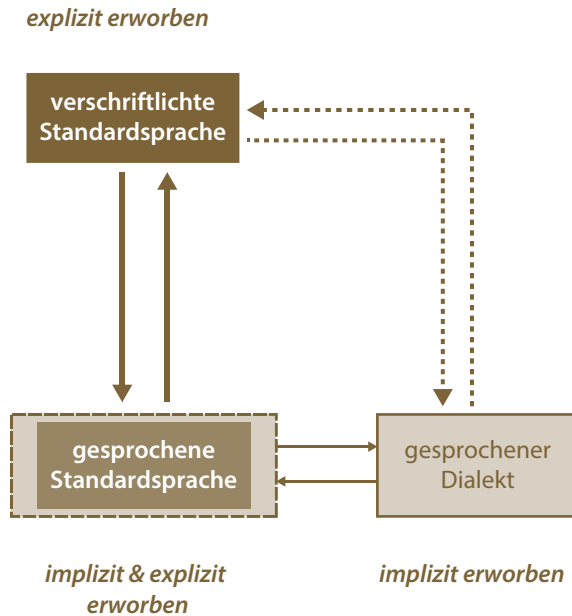 explizit erworben
verschriftlichte
Standardsprache
gesprochene
Standardsprache
gesprochener
Dialekt
implizit & explizit
erworben
implizit erworben